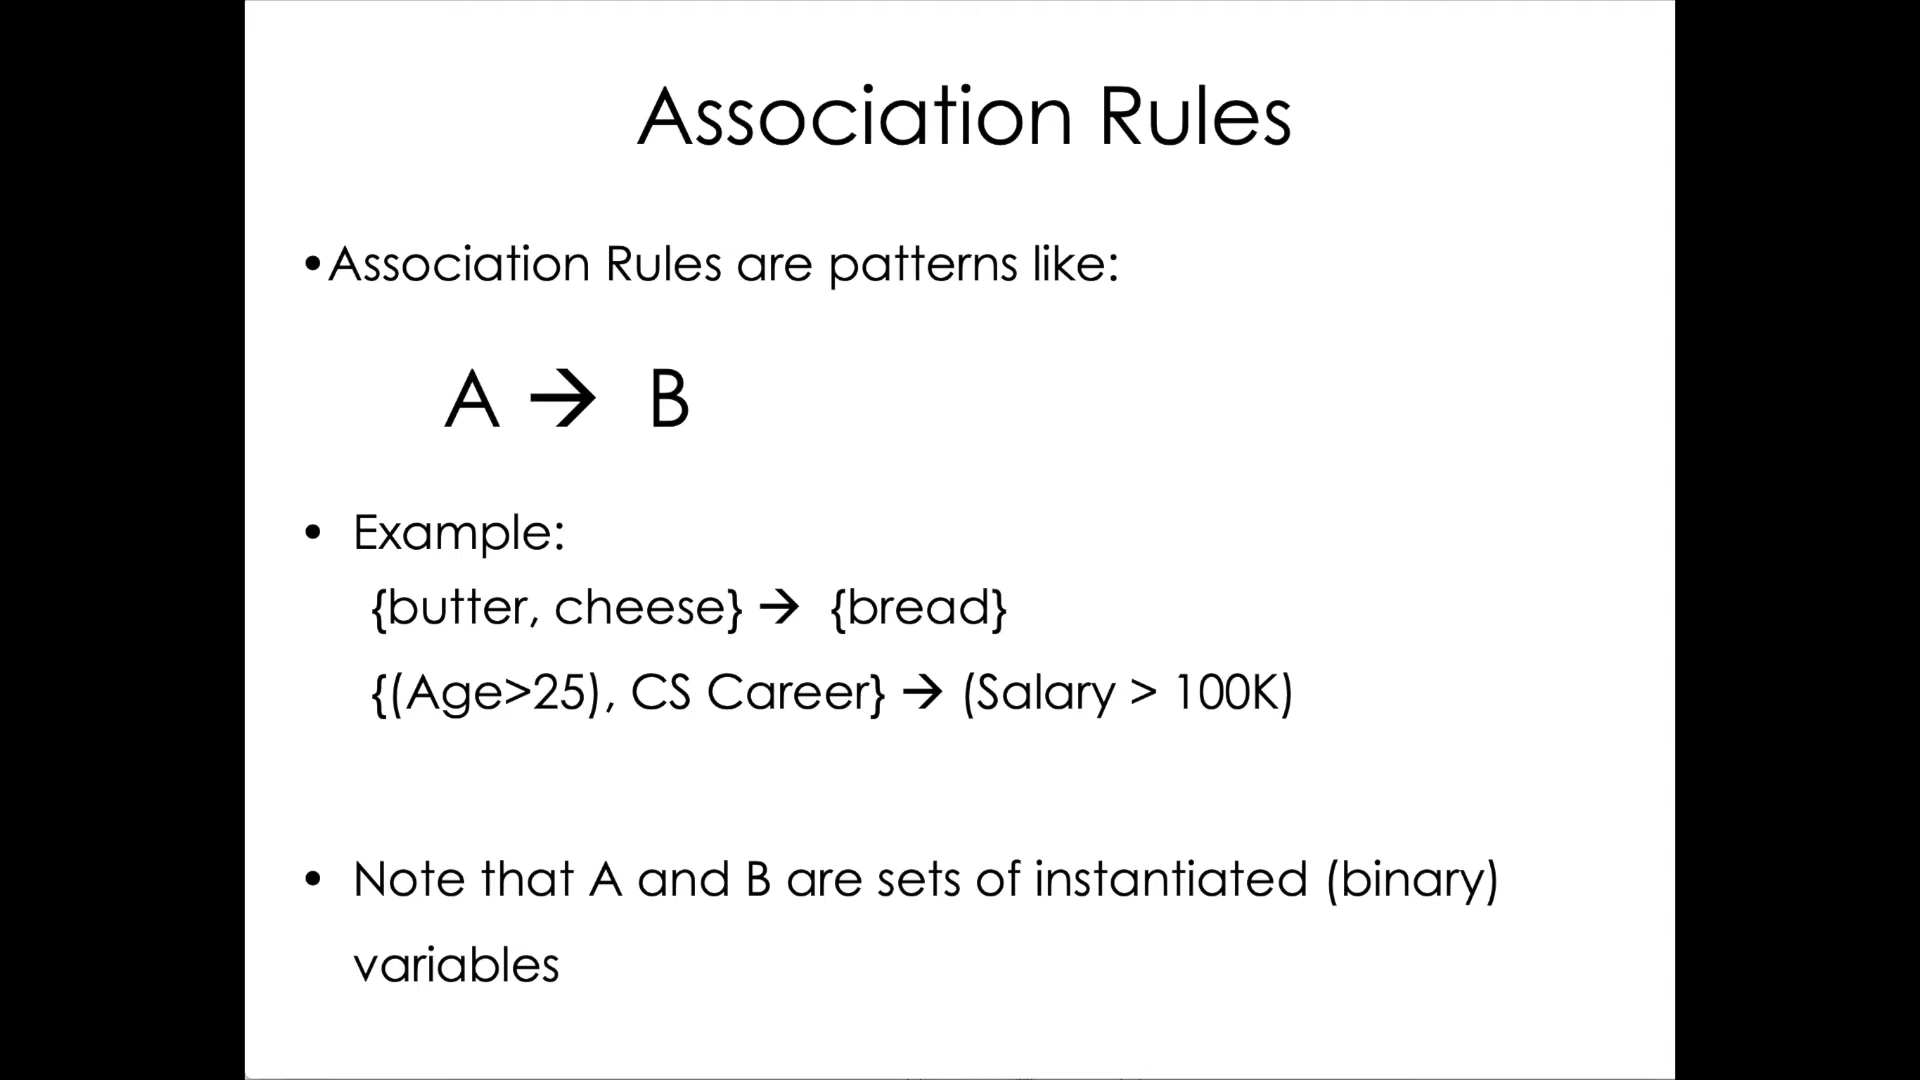 Association Rules
•Association Rules are patterns like:
A → B
• Example:
{butter, cheese} → {bread}
{(Age>25), CS Career} → (Salary > 100K)
• Note that A and B are sets of instantiated (binary)
variables